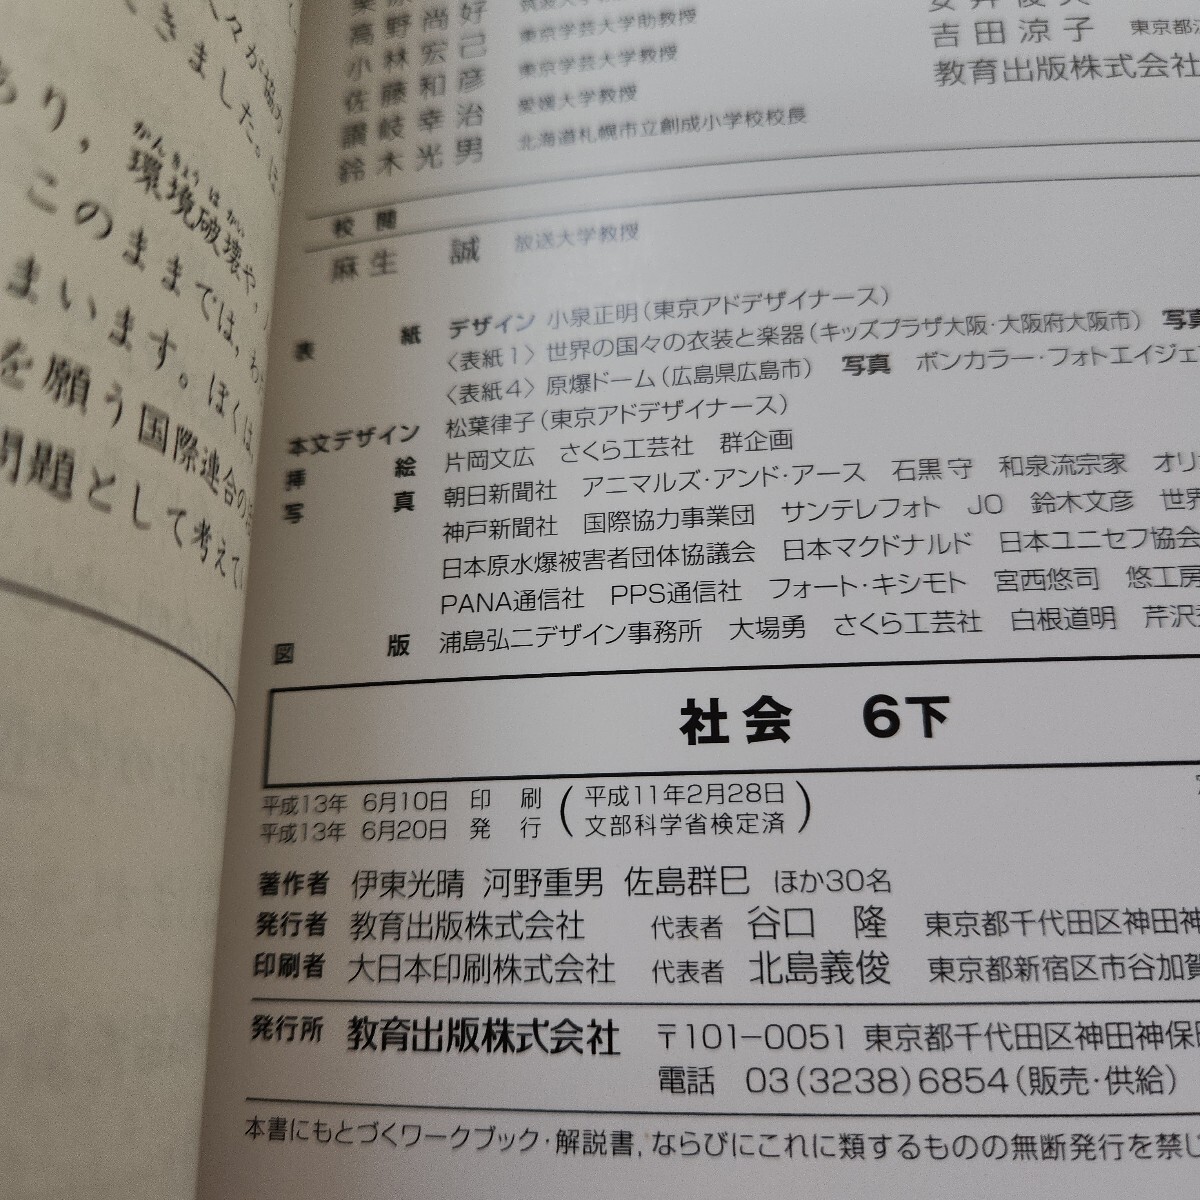 野尚好
小林宏己 東京学芸大学助教授
佐藤和彦 東京学芸大学教授
讃岐幸治 愛媛大学教授
鈴木光男 北海道札幌市立創成小学校校長
吉田涼子 東京都
教育出版株式会社
校閲
麻生 誠 放送大学教授
表紙 デザイン 小泉正明(東京アドデザイナース)
〈表紙1〉世界の国々の衣装と楽器(キッズプラザ大阪・大阪府大阪市) 写真
〈表紙4〉原爆ドーム(広島県広島市) 写真 ボンカラー・フォトエイジェ
本文デザイン 松葉律子(東京アドデザイナース)
挿絵 片岡文広 さくら工芸社 群企画
写真 朝日新聞社 アニマルズ・アンド・アース 石黒守 和泉流宗家 オリ
神戸新聞社 国際協力事業団 サンテレフォト JO 鈴木文彦 世界
日本原水爆被害者団体協議会 日本マクドナルド 日本ユニセフ協会
PANA通信社 PPS通信社 フォート・キシモト 宮西悠司 悠工房
図版 浦島弘二デザイン事務所 大場勇 さくら工芸社 白根道明 芹沢
社会 6下
平成13年 6月10日 印刷
平成13年 6月20日 発行
(平成11年2月28日
文部科学省検定済)
著作者 伊東光晴 河野重男 佐島群巳 ほか30名
発行者 教育出版株式会社 代表者 谷口 隆 東京都千代田区神田神
印刷者 大日本印刷株式会社 代表者 北島義俊 東京都新宿区市谷加賀
発行所 教育出版株式会社 〒101-0051 東京都千代田区神田神保
電話 03(3238)6854(販売・供給)
本書にもとづくワークブック・解説書,ならびにこれに類するものの無断発行を禁じ
きました。
かんきょうはかい
環境破壊や,
このままでは,
まいます。ぼくは,
を願う国際連合の
問題として考えて